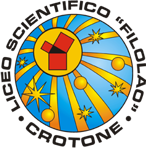 LICEO SCIENTIFICO "FILOLAO"
• CROTONE •